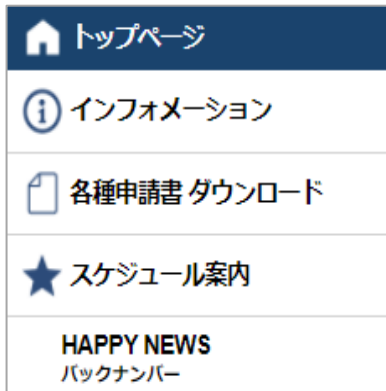 トップページ
インフォメーション
各種申請書 ダウンロード
スケジュール案内
HAPPY NEWS
バックナンバー